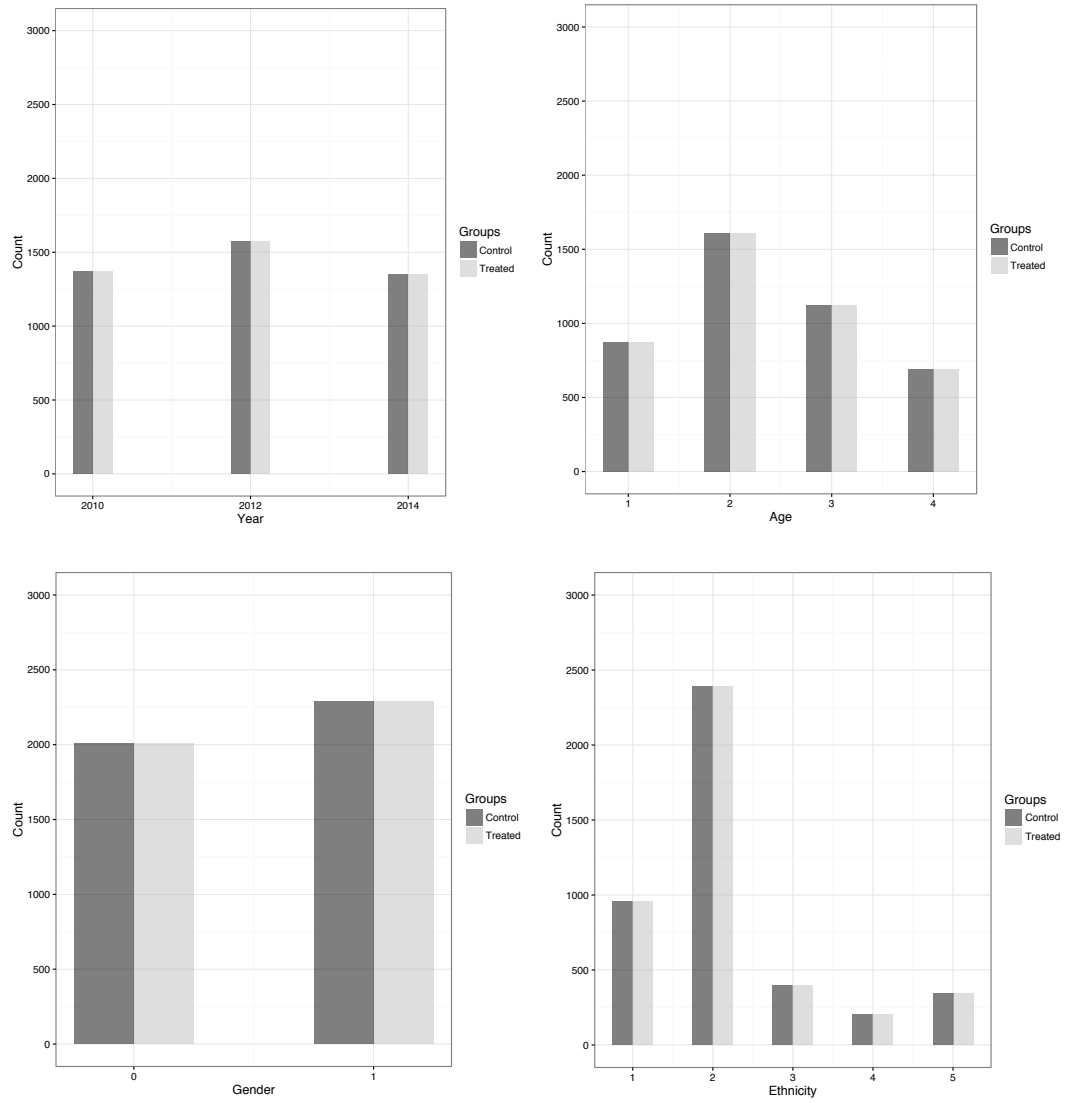 3000
2500
2000
1500
1000
500
0
Count
2010
2012
2014
Year
Groups
Control
Treated
3000
2500
2000
1500
1000
500
0
Count
1
2
3
4
Age
Groups
Control
Treated
3000
2500
2000
1500
1000
500
0
Count
0
1
Gender
Groups
Control
Treated
3000
2500
2000
1500
1000
500
0
Count
1
2
3
4
5
Ethnicity
Groups
Control
Treated